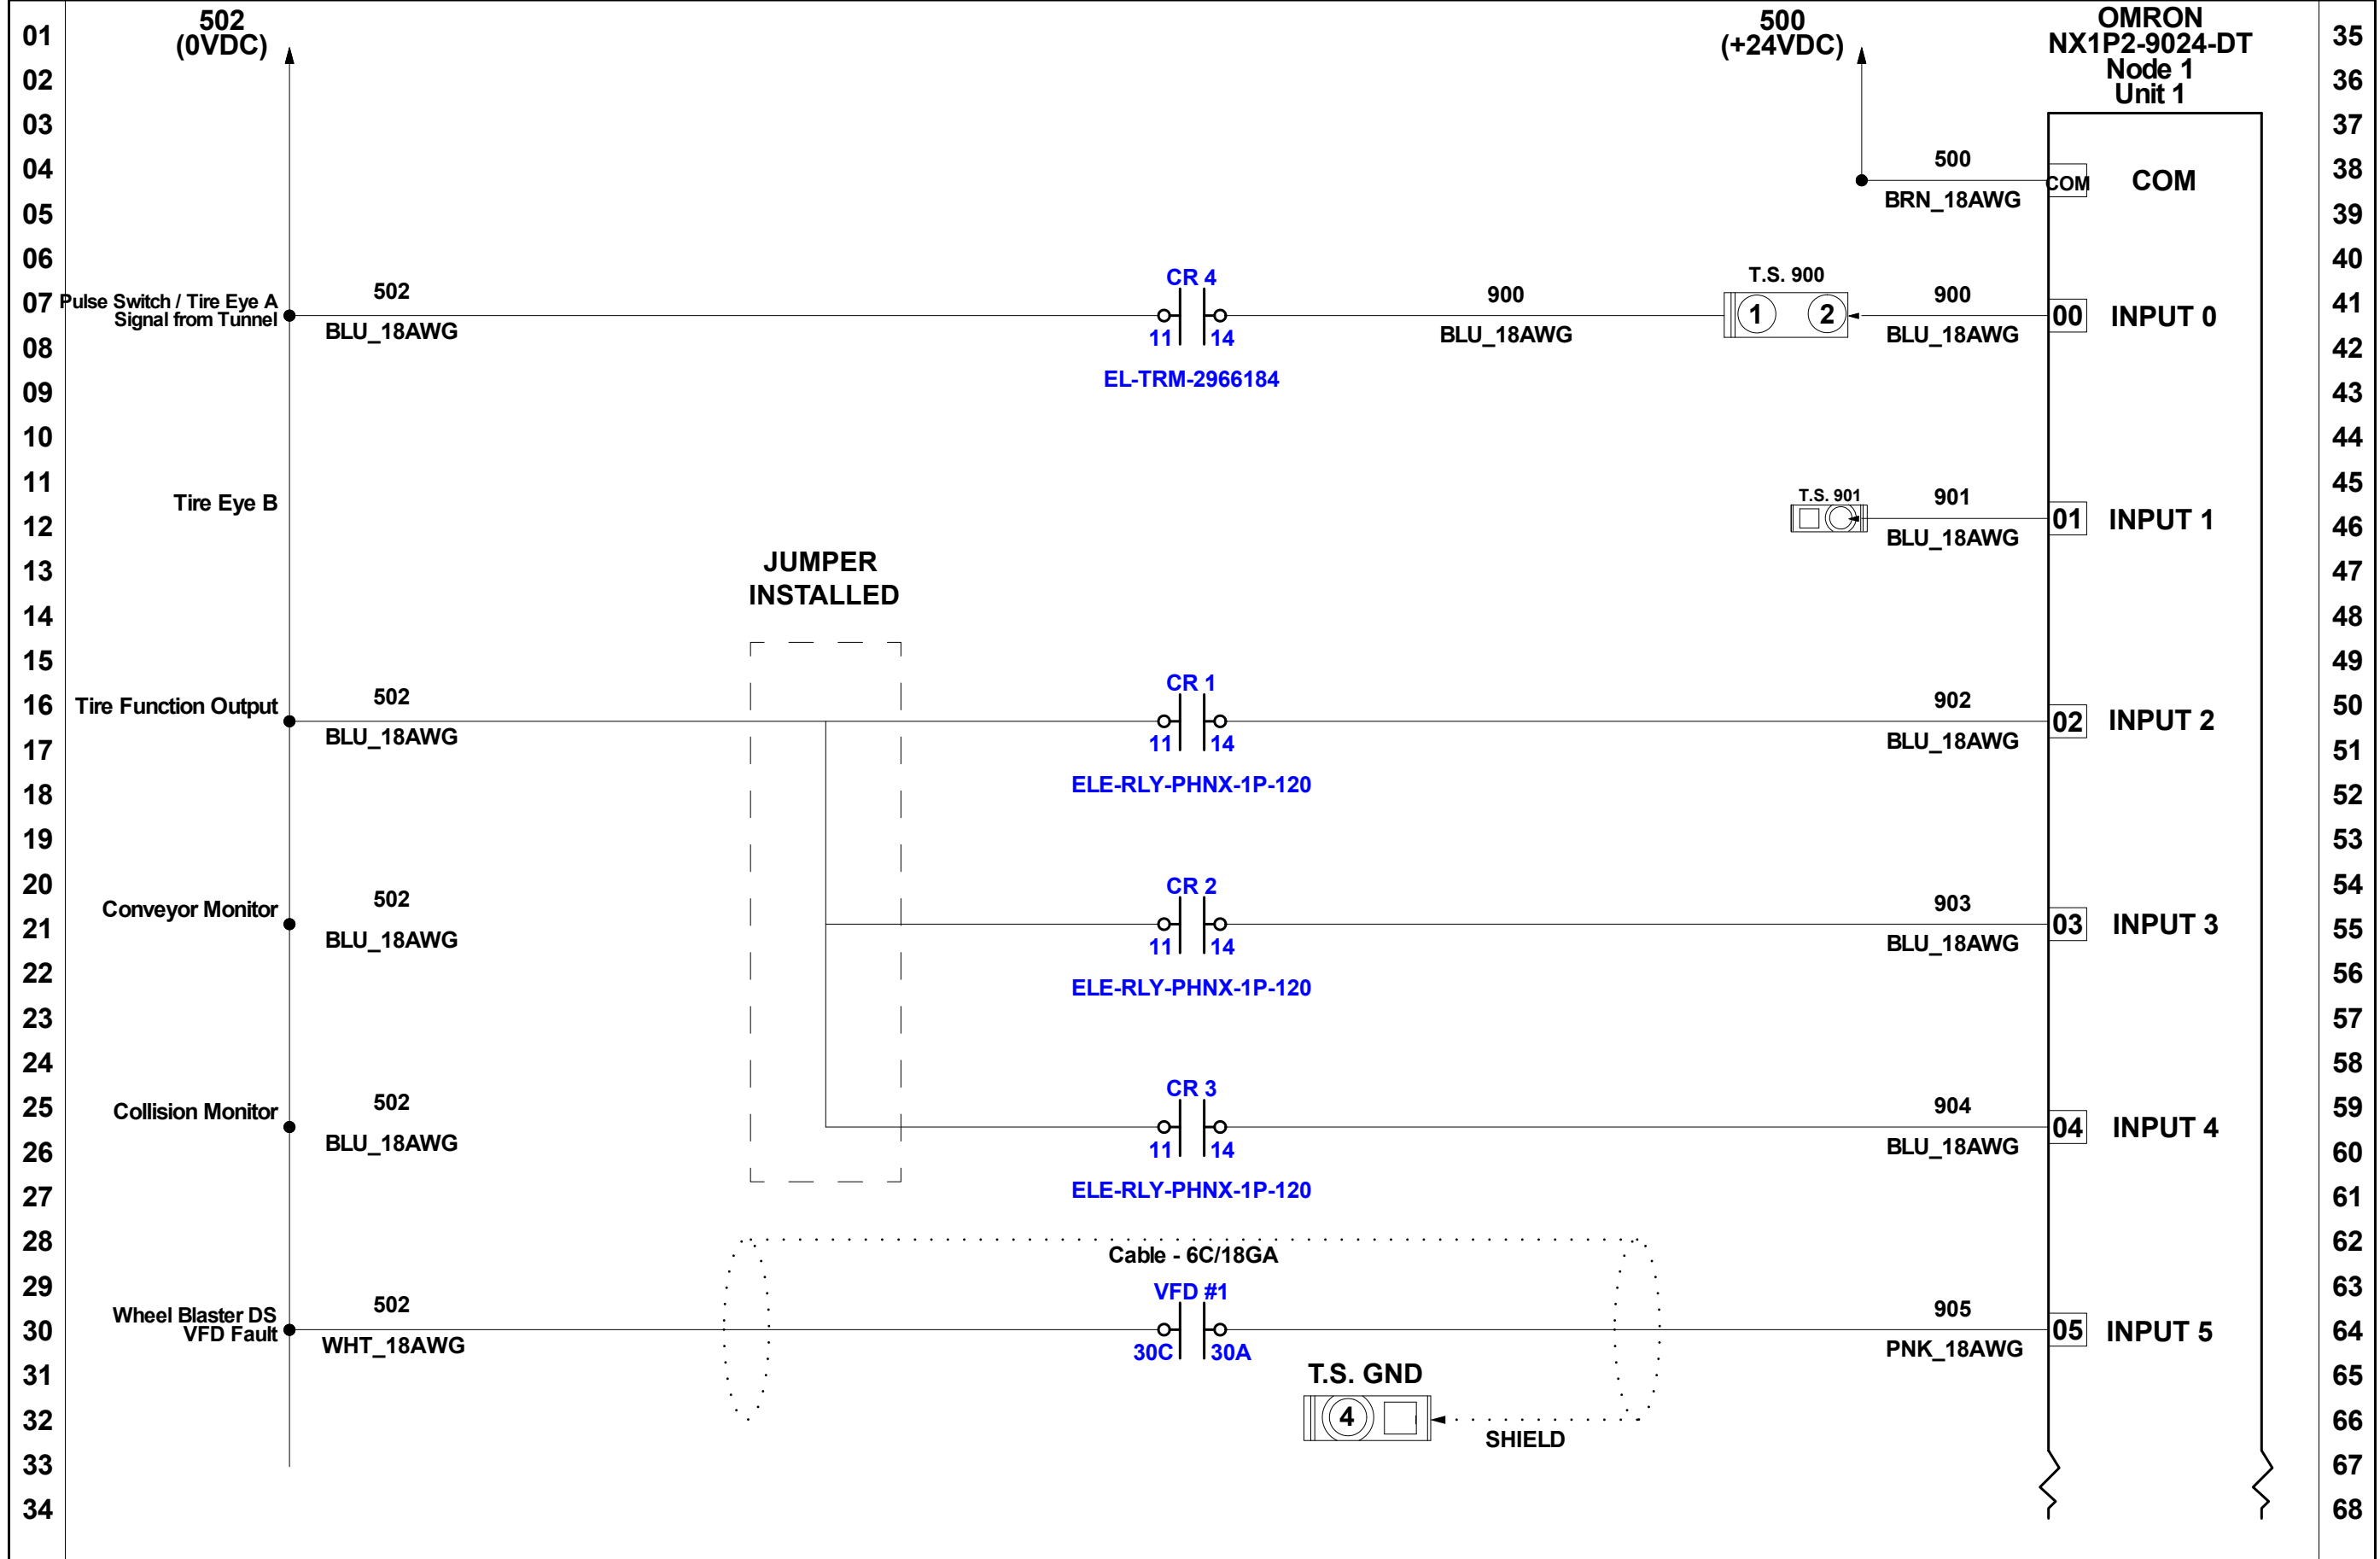 01
02
03
04
05
06
07
08
09
10
11
12
13
14
15
16
17
18
19
20
21
22
23
24
25
26
27
28
29
30
31
32
33
34
502
(0VDC)
500
(+24VDC)
OMRON
NX1P2-9024-DT
Node 1
Unit 1
500
BRN_18AWG
COM
COM
Pulse Switch / Tire Eye A
Signal from Tunnel
502
BLU_18AWG
CR 4
11 14
EL-TRM-2966184
900
BLU_18AWG
T.S. 900
1 2
900
BLU_18AWG
00
INPUT 0
Tire Eye B
T.S. 901
901
BLU_18AWG
01
INPUT 1
JUMPER
INSTALLED
Tire Function Output
502
BLU_18AWG
CR 1
11 14
ELE-RLY-PHNX-1P-120
902
BLU_18AWG
02
INPUT 2
Conveyor Monitor
502
BLU_18AWG
CR 2
11 14
ELE-RLY-PHNX-1P-120
903
BLU_18AWG
03
INPUT 3
Collision Monitor
502
BLU_18AWG
CR 3
11 14
ELE-RLY-PHNX-1P-120
904
BLU_18AWG
04
INPUT 4
Cable - 6C/18GA
Wheel Blaster DS
VFD Fault
502
WHT_18AWG
VFD #1
30C 30A
905
PNK_18AWG
05
INPUT 5
T.S. GND
4
SHIELD
35
36
37
38
39
40
41
42
43
44
45
46
47
48
49
50
51
52
53
54
55
56
57
58
59
60
61
62
63
64
65
66
67
68